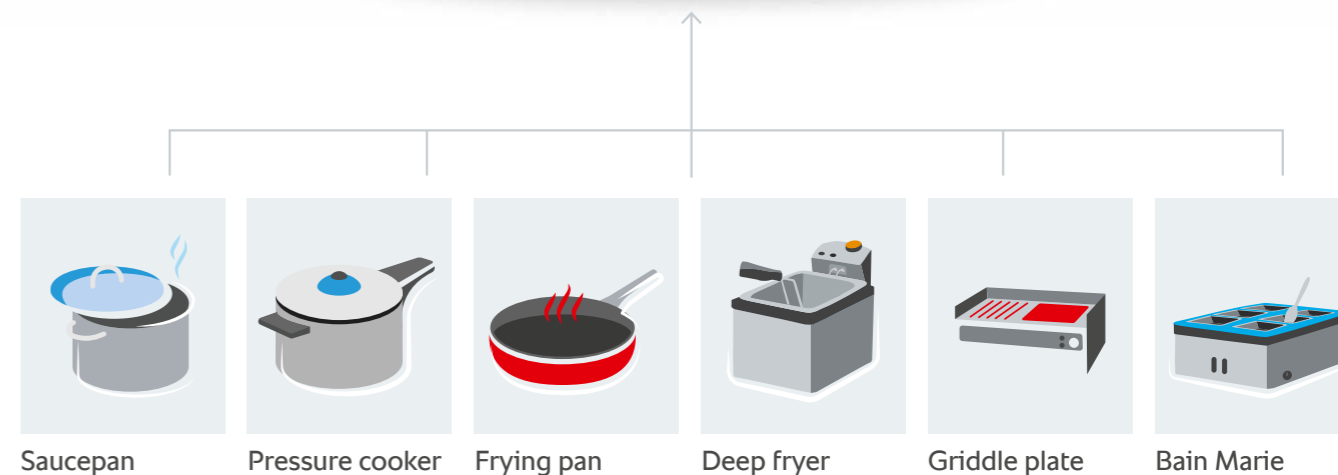 Saucepan
Pressure cooker
Frying pan
Deep fryer
Griddle plate
Bain Marie